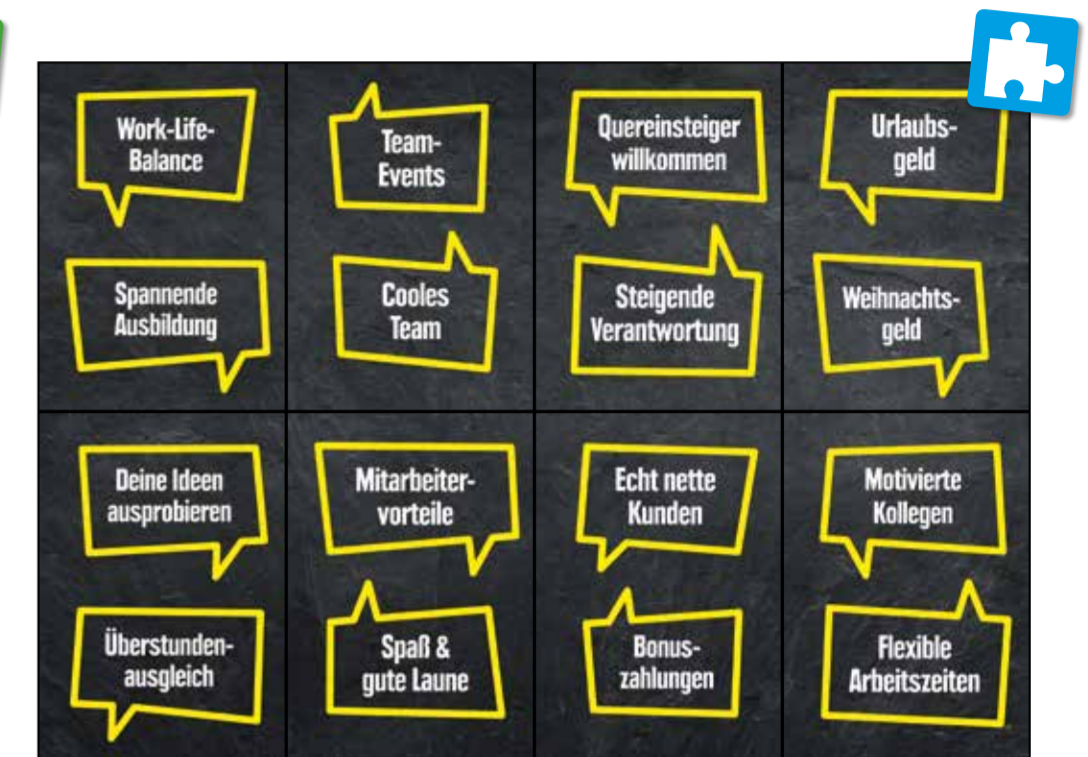 Work-Life-
Balance
Team-
Events
Quereinsteiger
willkommen
Urlaubs-
geld
Spannende
Ausbildung
Cooles
Team
Steigende
Verantwortung
Weihnachts-
geld
Deine Ideen
ausprobieren
Mitarbeiter-
vorteile
Echt nette
Kunden
Motivierte
Kollegen
Überstunden-
ausgleich
Spaß &
gute Laune
Bonus-
zahlungen
Flexible
Arbeitszeiten